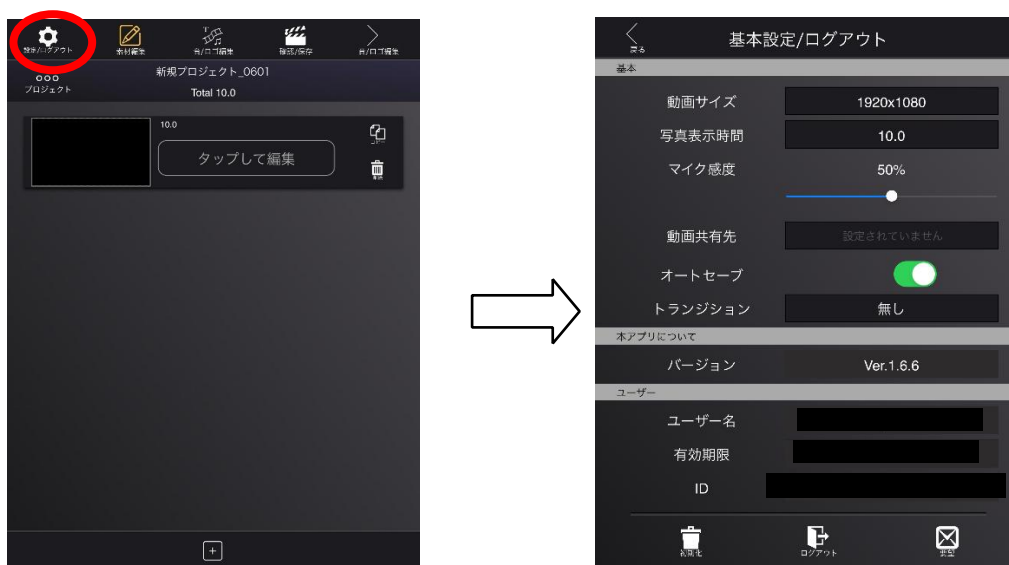 設定/ログアウト
素材編集
音/ロゴ編集
確認/保存
音/ロゴ編集
プロジェクト
新規プロジェクト_0601
Total 10.0
10.0
タップして編集
コピー
削除
戻る
基本設定/ログアウト
基本
動画サイズ
1920x1080
写真表示時間
10.0
マイク感度
50%
動画共有先
設定されていません
オートセーブ
トランジション
無し
本アプリについて
バージョン
Ver.1.6.6
ユーザー
ユーザー名
有効期限
ID
初期化
ログアウト
要望